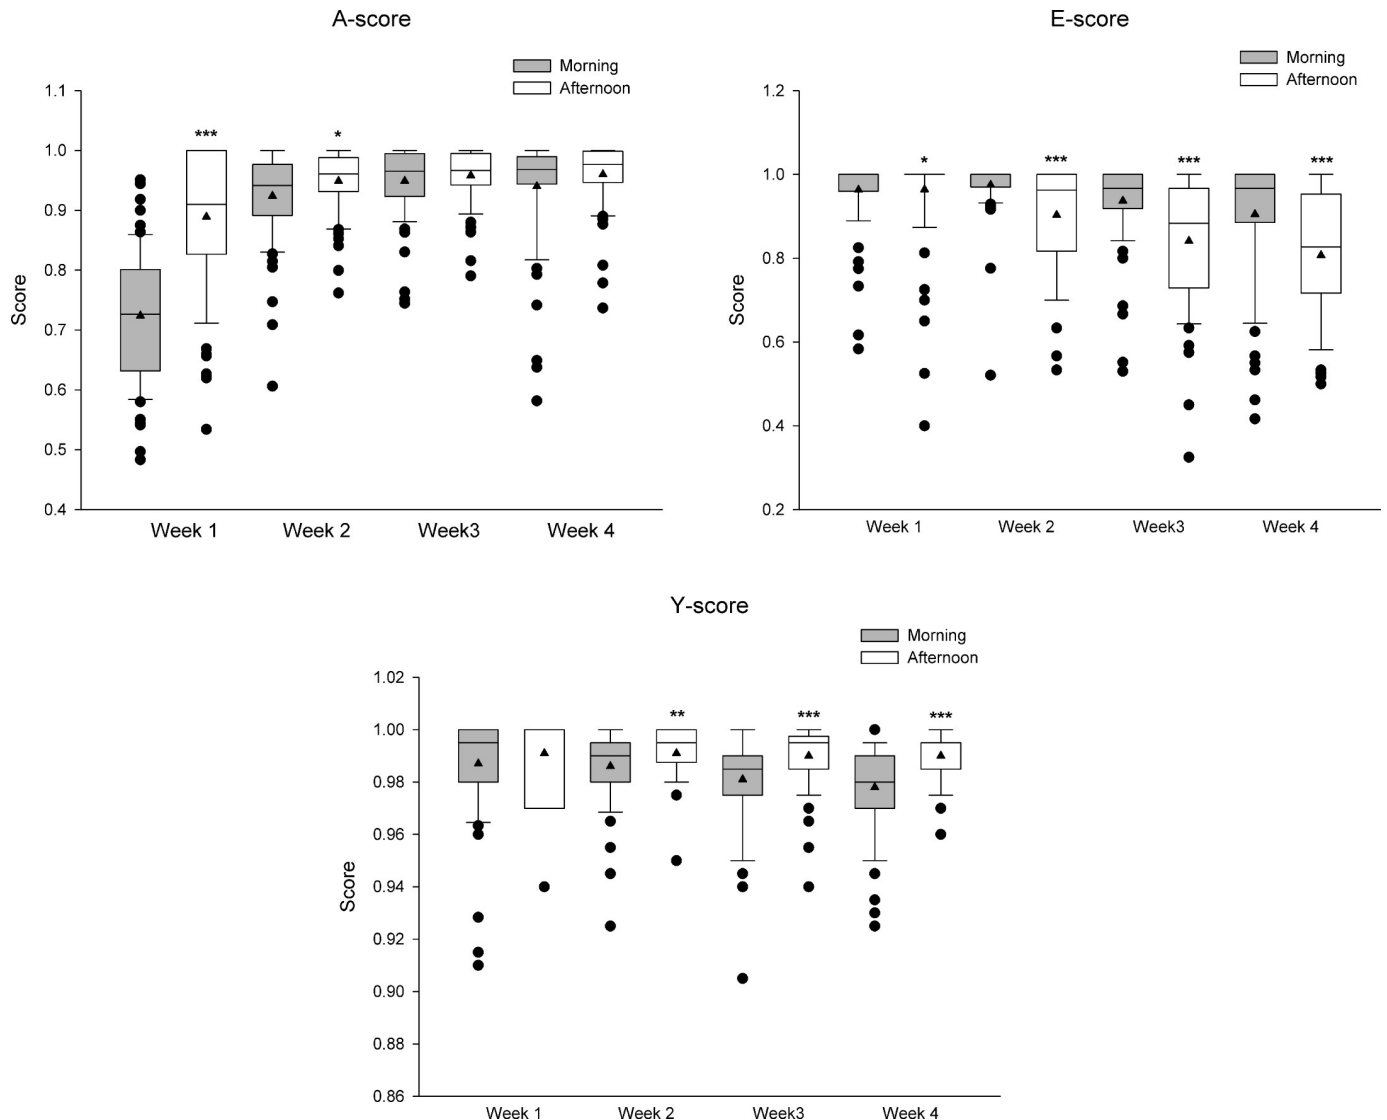 A-score
Morning
Afternoon
1.1
1.0
0.9
0.8
0.7
0.6
0.5
0.4
Score
***
*
Week 1
Week 2
Week3
Week 4
E-score
Morning
Afternoon
1.2
1.0
0.8
0.6
0.4
0.2
Score
*
***
***
***
Week 1
Week 2
Week3
Week 4
Y-score
Morning
Afternoon
1.02
1.00
0.98
0.96
0.94
0.92
0.90
0.88
0.86
Score
**
***
***
Week 1
Week 2
Week3
Week 4